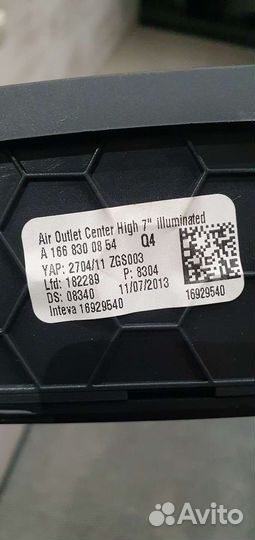 Air Outlet Center High 7" illuminated
A 166 830 08 54 Q4
YAP: 2704/11 ZGS003
Lfd: 182289 P: 8304
DS: 08340 11/07/2013
Inteva 16929540 16929540
Avito